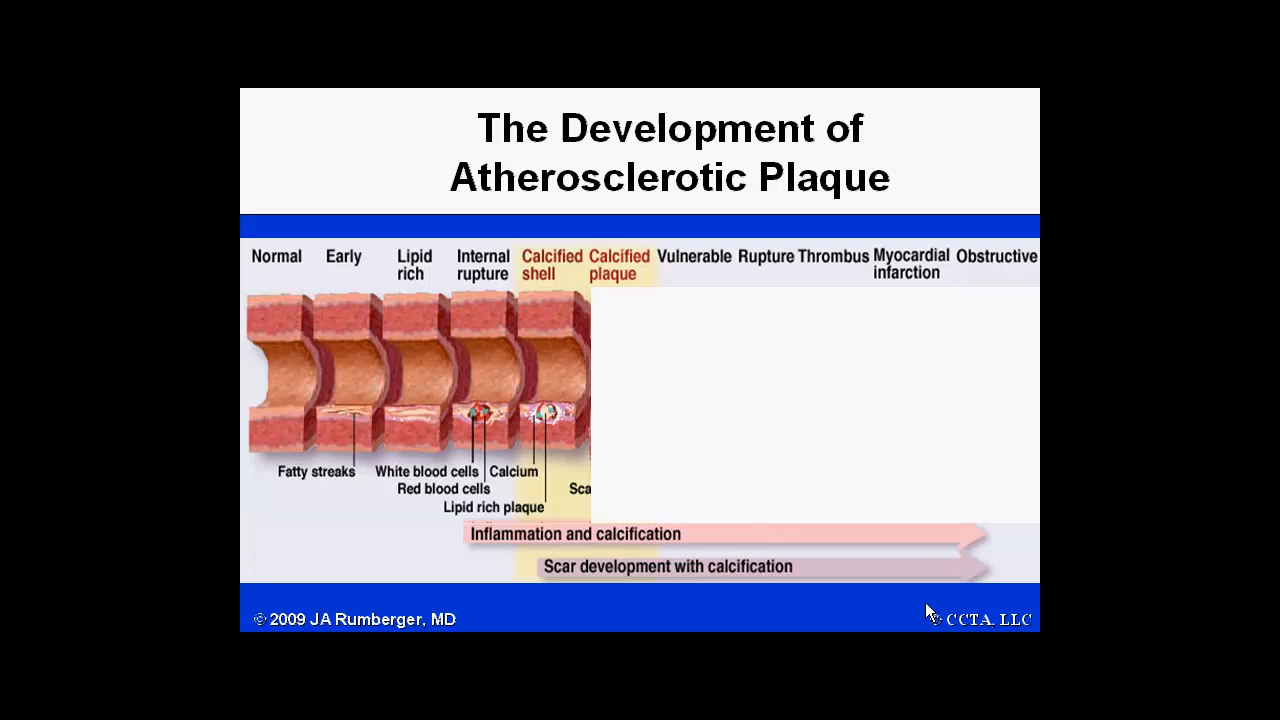 The Development of
Atherosclerotic Plaque
Normal Early Lipid rich Internal rupture Calcified shell Calcified plaque Vulnerable Rupture Thrombus Myocardial infarction Obstructive
Fatty streaks White blood cells Calcium
Red blood cells Sca
Lipid rich plaque
Inflammation and calcification
Scar development with calcification
© 2009 JA Rumberger, MD © CCTA, LLC